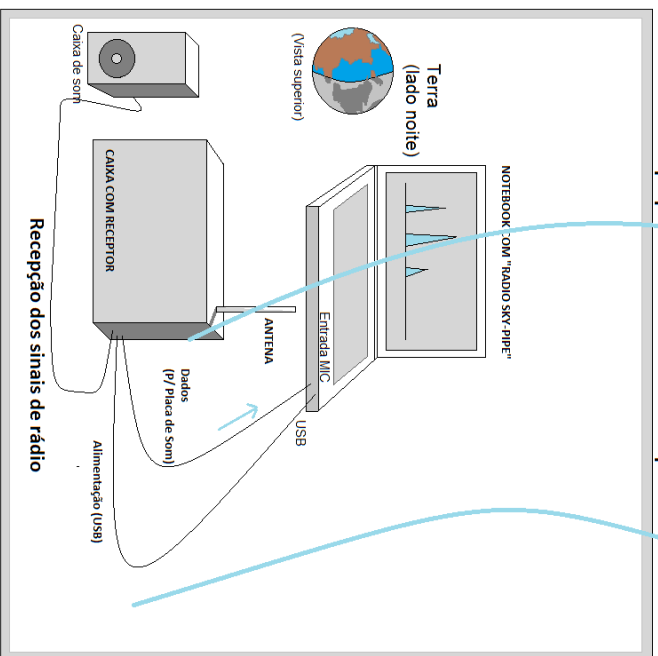 Terra
(lado noite)
(Vista superior)
NOTEBOOK COM "RADIO SKY-PIPE"
Caixa de som
CAIXA COM RECEPTOR
ANTENA
Entrada MIC
USB
Dados
(P/ Placa de Som)
Alimentação (USB)
Recepção dos sinais de rádio